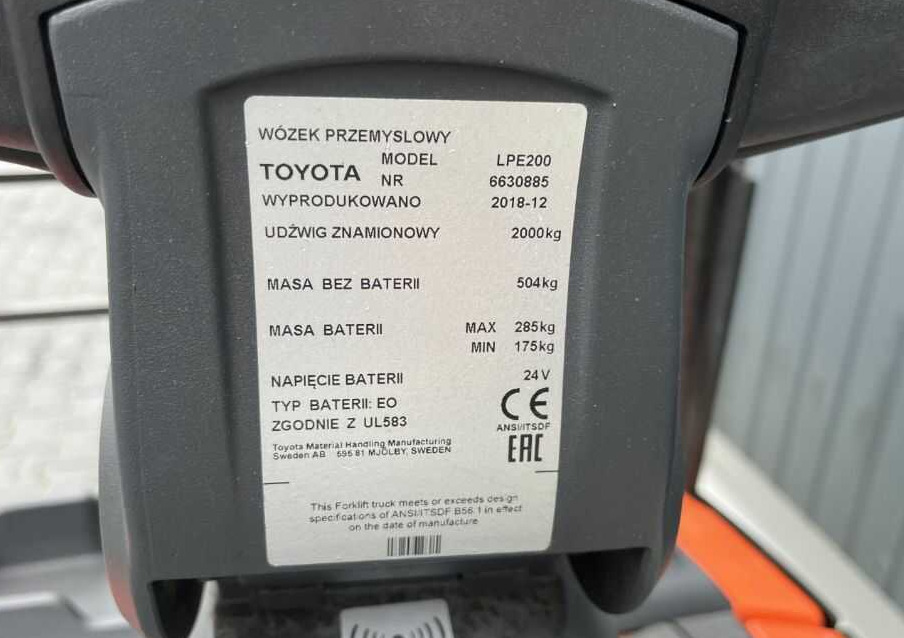 WÓZEK PRZEMYSLOWY
TOYOTA MODEL LPE200
NR 6630885
WYPRODUKOWANO 2018-12
UDŹWIG ZNAMIONOWY 2000kg
MASA BEZ BATERII 504kg
MASA BATERII MAX 285kg
MIN 175kg
NAPIĘCIE BATERII 24V
TYP BATERII: EO
ZGODNIE Z UL583
CE
ANSI/ITSDF
EAC
Toyota Material Handling Manufacturing
Sweden AB 595 81 MJÖLBY, SWEDEN
This Forklift truck meets or exceeds design
specifications of ANSI/ITSDF B56.1 in effect
on the date of manufacture